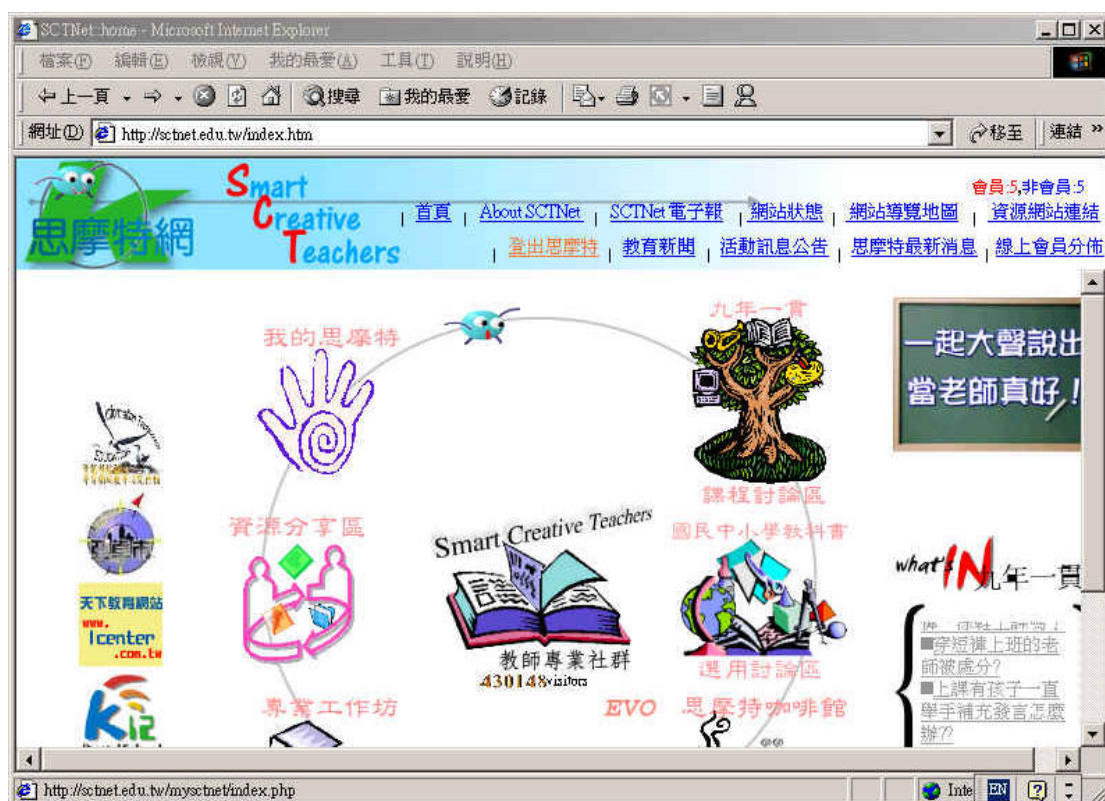 SCTNet home - Microsoft Internet Explorer
檔案(F) 編輯(E) 檢視(V) 我的最愛(A) 工具(T) 說明(H)
上一頁 搜尋 我的最愛 記錄
網址(D) http://sctnet.edu.tw/index.htm 移至 連結 »
思摩特網
Smart
Creative
Teachers
會員:5,非會員:5
首頁 | About SCTNet | SCTNet 電子報 | 網站狀態 | 網站導覽地圖 | 資源網站連結
登出思摩特 | 教育新聞 | 活動訊息公告 | 思摩特最新消息 | 線上會員分佈
我的思摩特
九年一貫
課程討論區
一起大聲說出
當老師真好!
資源分享區
Smart Creative Teachers
教師專業社群
430148visitors
國民中小學教科書
選用討論區
天下教育網站
www.
1center
.com.tw
K12
what's IN 九年一貫
■穿短褲上班的老
師被處分?
■上課有孩子一直
舉手補充發言怎麼
辦??
專業工作坊
EVO 思摩特咖啡館
http://sctnet.edu.tw/mysctnet/index.php
Inte
EN